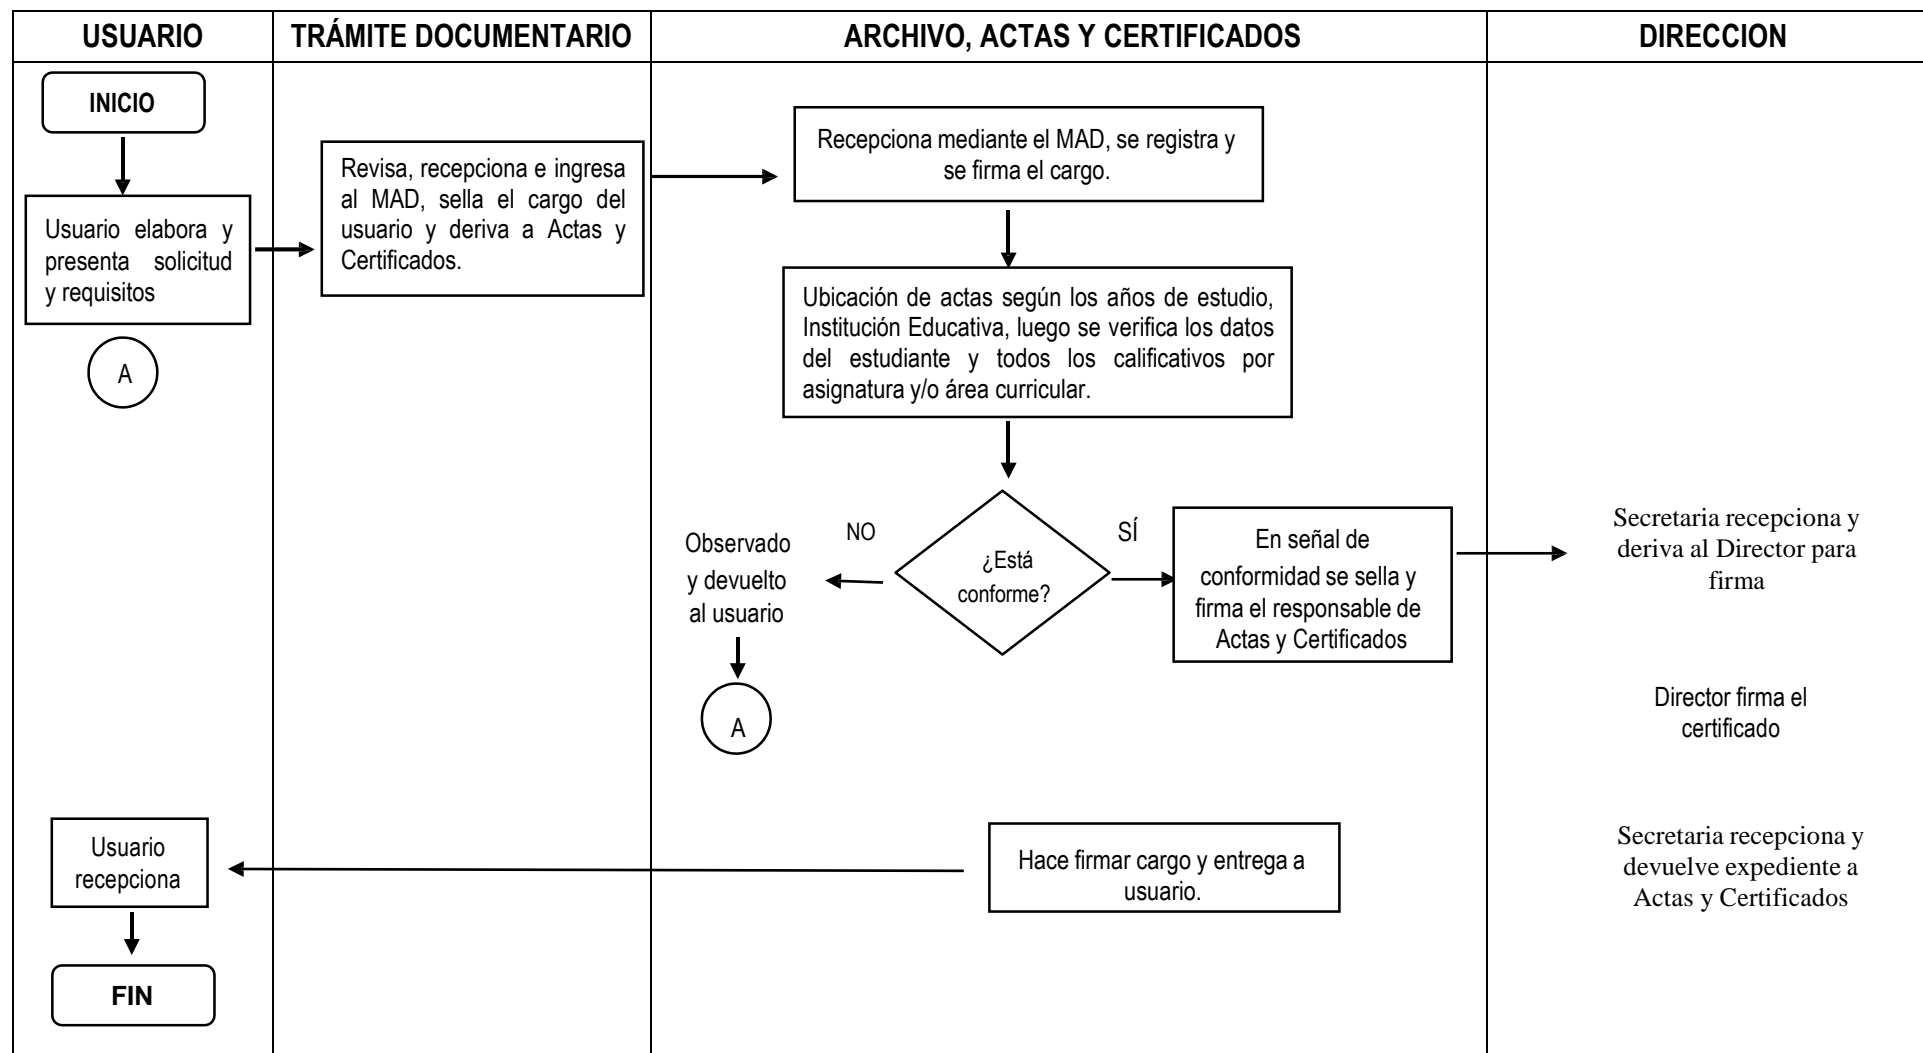 USUARIO
TRÁMITE DOCUMENTARIO
ARCHIVO, ACTAS Y CERTIFICADOS
DIRECCION
INICIO
Usuario elabora y
presenta solicitud
y requisitos
A
Revisa, recepciona e ingresa
al MAD, sella el cargo del
usuario y deriva a Actas y
Certificados.
Recepciona mediante el MAD, se registra y
se firma el cargo.
Ubicación de actas según los años de estudio,
Institución Educativa, luego se verifica los datos
del estudiante y todos los calificativos por
asignatura y/o área curricular.
¿Está
conforme?
NO
Observado
y devuelto
al usuario
A
SÍ
En señal de
conformidad se sella y
firma el responsable de
Actas y Certificados
Secretaria recepciona y
deriva al Director para
firma
Director firma el
certificado
Secretaria recepciona y
devuelve expediente a
Actas y Certificados
Hace firmar cargo y entrega a
usuario.
Usuario
recepciona
FIN